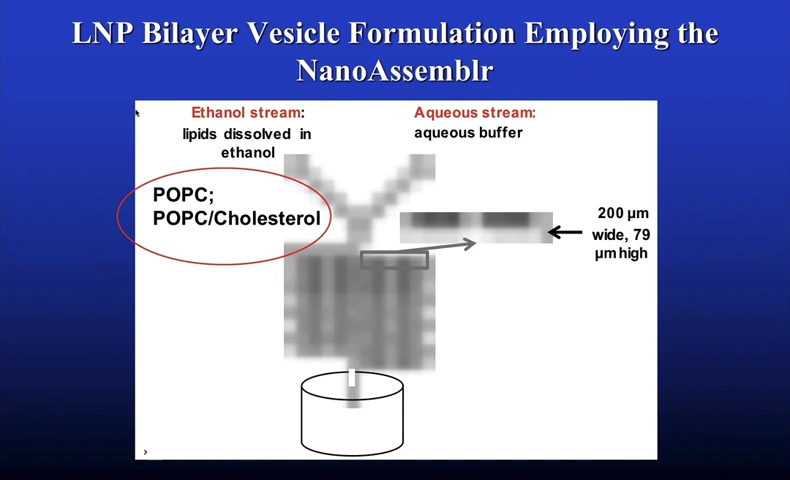 LNP Bilayer Vesicle Formulation Employing the
NanoAssemblr
Ethanol stream:
lipids dissolved in
ethanol
Aqueous stream:
aqueous buffer
POPC;
POPC/Cholesterol
200 µm
wide, 79
µm high